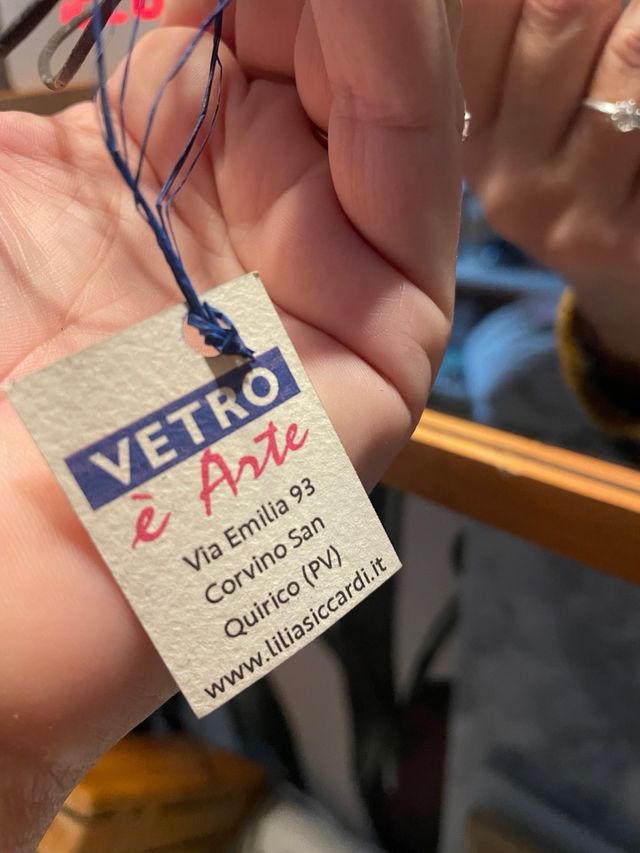 VETRO
è Arte
Via Emilia 93
Corvino San
Quirico (PV)
www.liliasiccardi.it